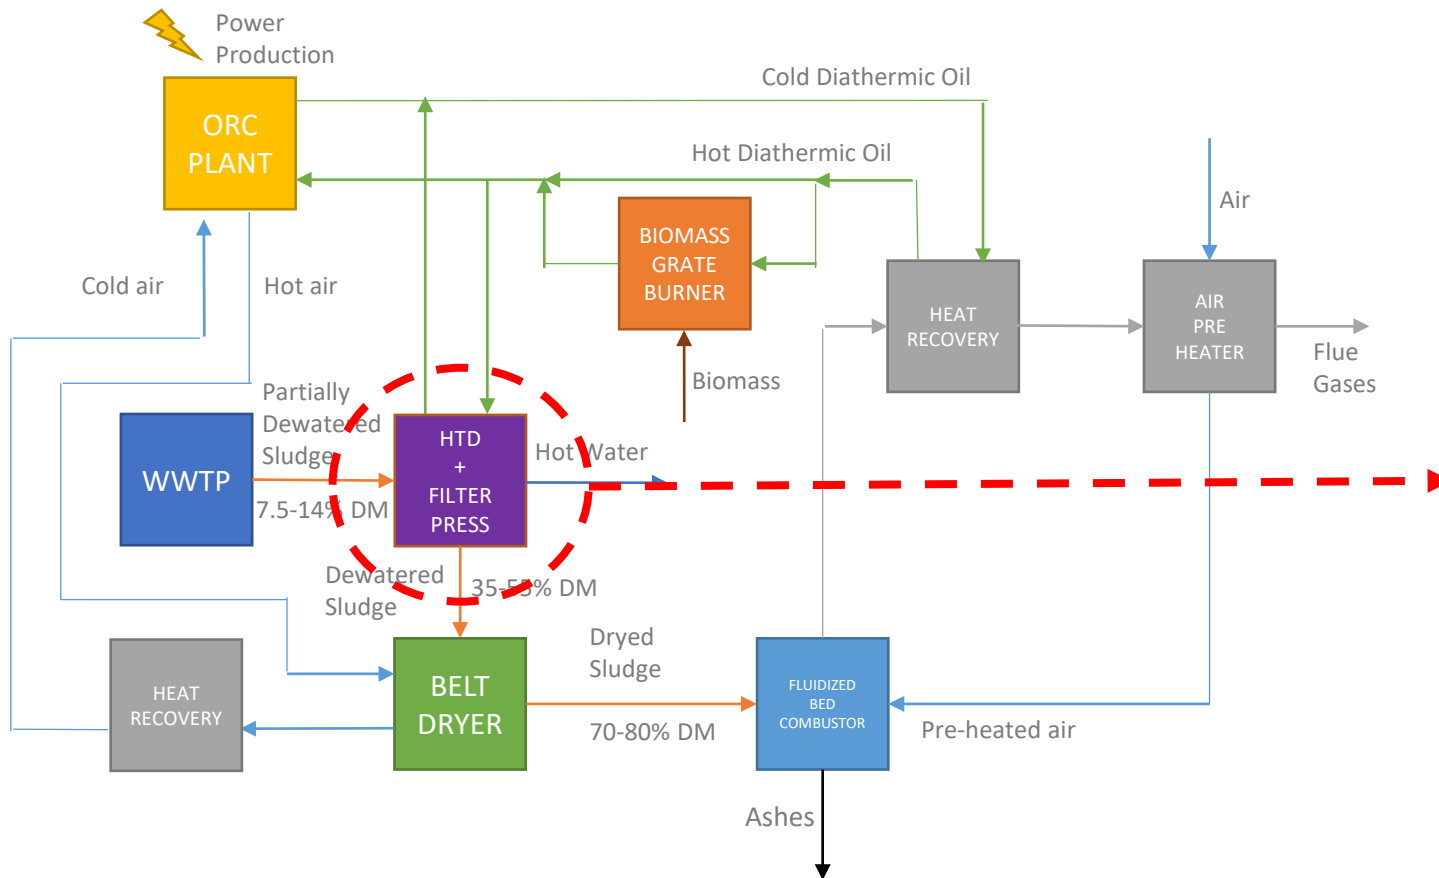 Power
Production
Cold Diathermic Oil
ORC
PLANT
Hot Diathermic Oil
Air
BIOMASS
GRATE
BURNER
Cold air
Hot air
HEAT
RECOVERY
AIR
PRE
HEATER
Flue
Gases
Biomass
Partially
Dewatered
Sludge
WWTP
7.5-14% DM
HTD
+
FILTER
PRESS
Hot Water
Dewatered
Sludge
35-55% DM
Dryed
Sludge
HEAT
RECOVERY
BELT
DRYER
70-80% DM
FLUIDIZED
BED
COMBUSTOR
Pre-heated air
Ashes